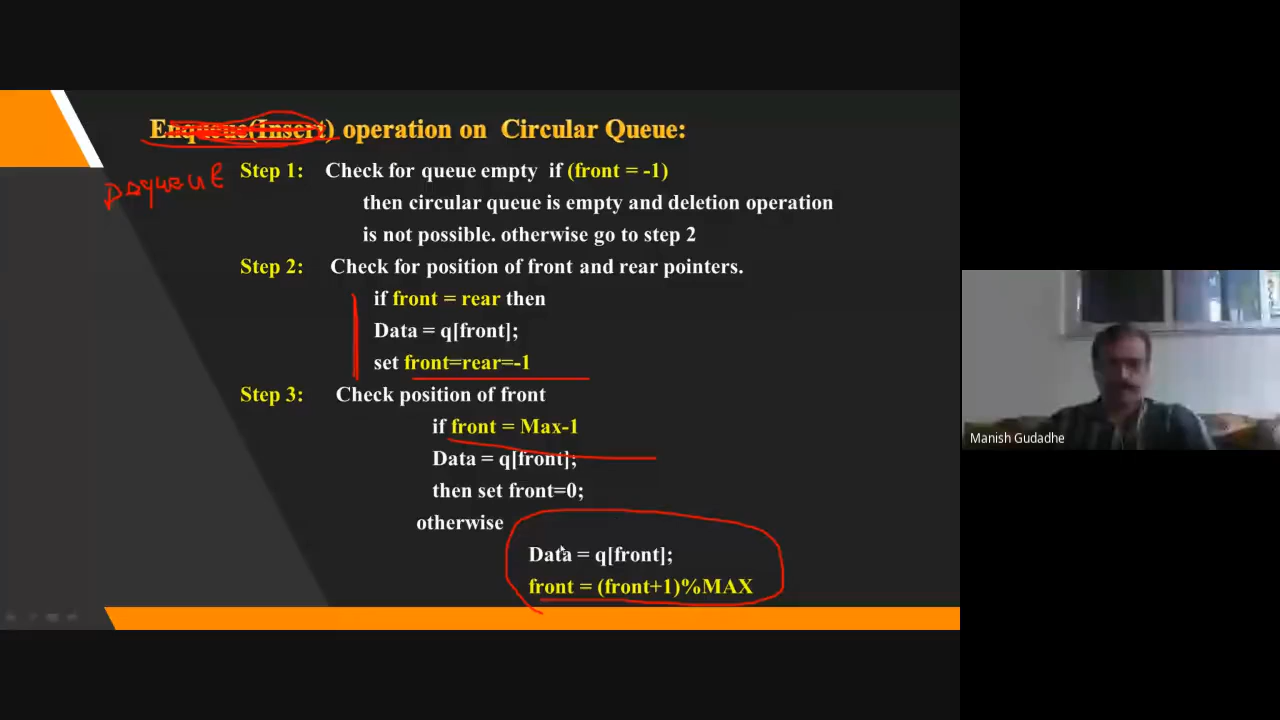 Enqueue(Insert) operation on Circular Queue:
DeqUEUE
Step 1: Check for queue empty if (front = -1)
then circular queue is empty and deletion operation
is not possible. otherwise go to step 2
Step 2: Check for position of front and rear pointers.
if front = rear then
Data = q[front];
set front=rear=-1
Step 3: Check position of front
if front = Max-1
Data = q[front];
then set front=0;
otherwise
Data = q[front];
front = (front+1)%MAX
Manish Gudadhe